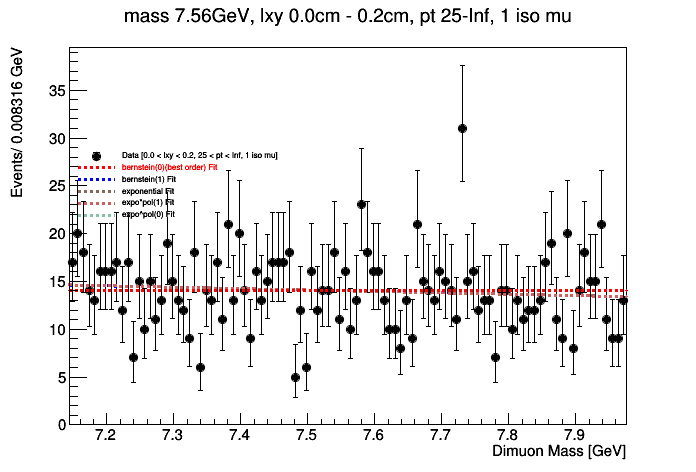 mass 7.56GeV, lxy 0.0cm - 0.2cm, pt 25-Inf, 1 iso mu
Events/ 0.008316 GeV
35
30
25
20
15
10
5
0
Data [0.0 < lxy < 0.2, 25 < pt < Inf, 1 iso mu]
bernstein(0)(best order) Fit
bernstein(1) Fit
exponential Fit
expo*pol(1) Fit
expo*pol(0) Fit
7.2 7.3 7.4 7.5 7.6 7.7 7.8 7.9
Dimuon Mass [GeV]